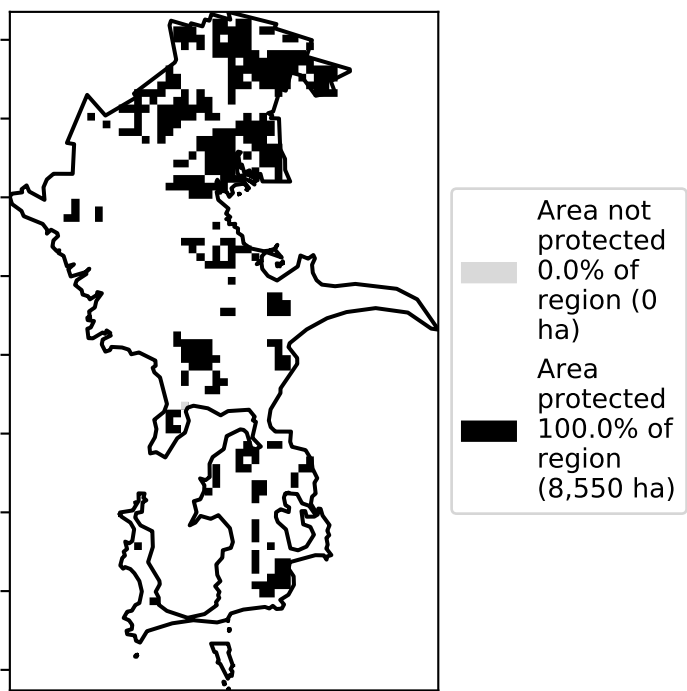 Area not
protected
0.0% of
region (0
ha)
Area
protected
100.0% of
region
(8,550 ha)